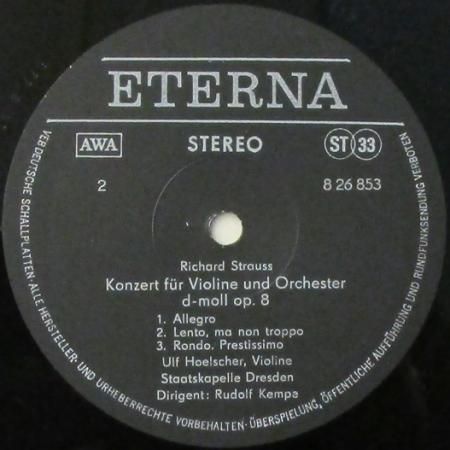 ETERNA
AWA
STEREO
ST 33
2
8 26 853
Richard Strauss
Konzert für Violine und Orchester
d-moll op. 8
1. Allegro
2. Lento, ma non troppo
3. Rondo. Prestissimo
Ulf Hoelscher, Violine
Staatskapelle Dresden
Dirigent: Rudolf Kempe
VEB DEUTSCHE SCHALLPLATTEN · ALLE HERSTELLER- UND URHEBERRECHTE VORBEHALTEN · ÜBERSPIELUNG, ÖFFENTLICHE AUFFÜHRUNG UND RUNDFUNKSENDUNG VERBOTEN